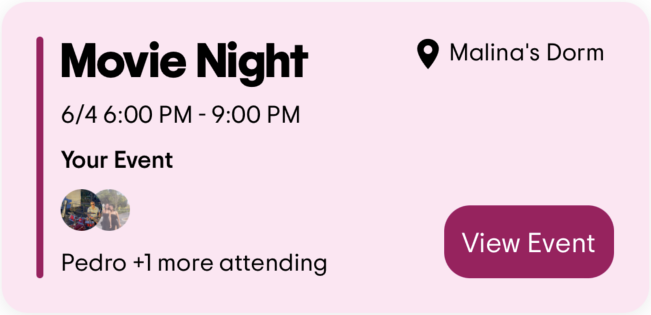 Movie Night
Malina's Dorm
6/4 6:00 PM - 9:00 PM
Your Event
Pedro +1 more attending
View Event